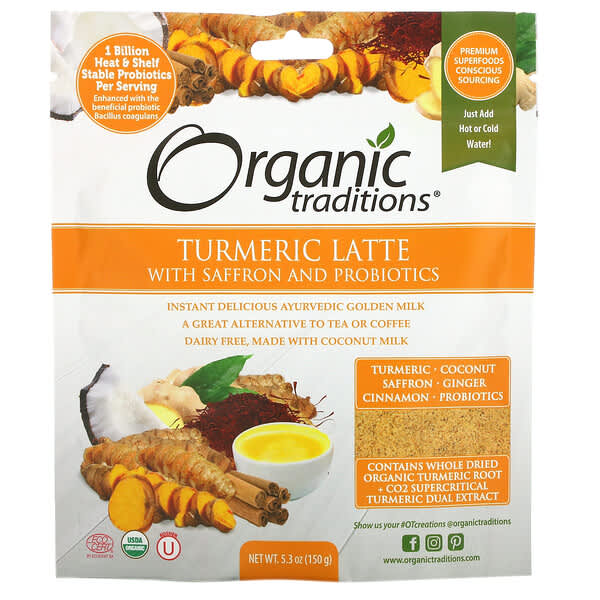 1 Billion
Heat & Shelf
Stable Probiotics
Per Serving
Enhanced with the
beneficial probiotic
Bacillus coagulans
PREMIUM
SUPERFOODS
CONSCIOUS
SOURCING
Just Add
Hot or Cold
Water!
Organic
traditions®
TURMERIC LATTE
WITH SAFFRON AND PROBIOTICS
INSTANT DELICIOUS AYURVEDIC GOLDEN MILK
A GREAT ALTERNATIVE TO TEA OR COFFEE
DAIRY FREE, MADE WITH COCONUT MILK
TURMERIC · COCONUT
SAFFRON · GINGER
CINNAMON · PROBIOTICS
CONTAINS WHOLE DRIED
ORGANIC TURMERIC ROOT
+ CO2 SUPERCRITICAL
TURMERIC DUAL EXTRACT
Show us your #OTCreations @organictraditions
www.organictraditions.com
USDA
ORGANIC
U
NET WT. 5.3 oz (150 g)